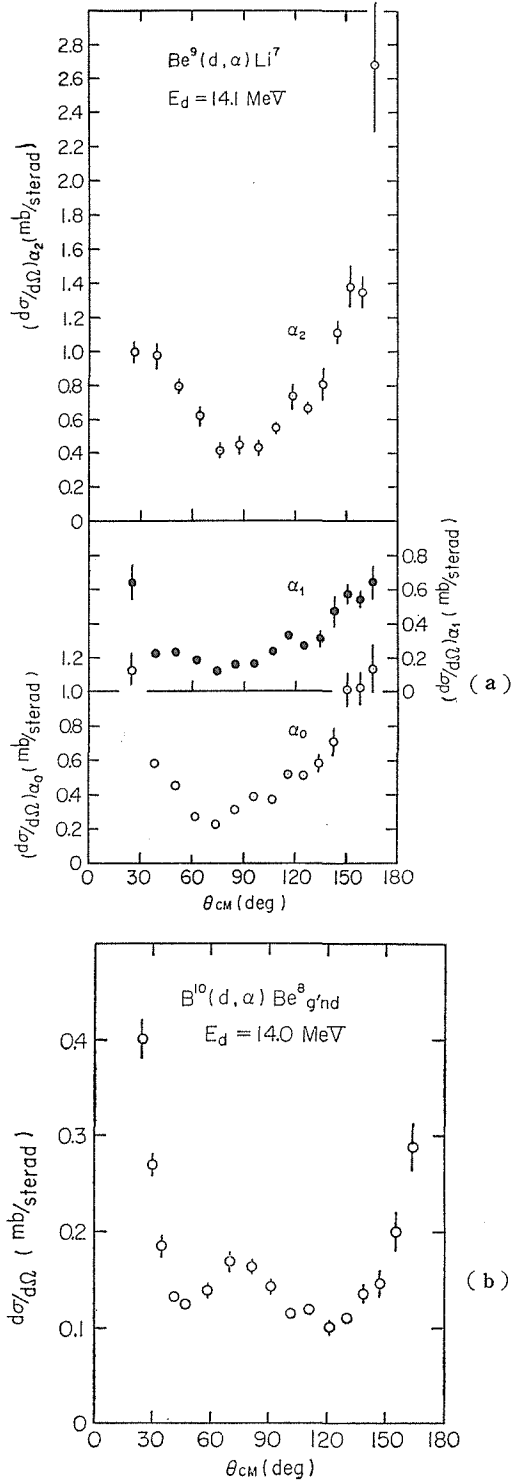 Be⁹(d,α)Li⁷
E_d = 14.1 MeV
(dσ/dΩ)α₂ (mb/sterad)
2.8
2.6
2.4
2.2
2.0
1.8
1.6
1.4
1.2
1.0
0.8
0.6
0.4
0.2
0
α₂
α₁
0.8
0.6
0.4
0.2
0
(dσ/dΩ)α₁ (mb/sterad)
(a)
1.2
1.0
0.8
0.6
0.4
0.2
0
(dσ/dΩ)α₀ (mb/sterad)
α₀
0 30 60 90 120 150 180
θCM (deg)
B¹⁰(d,α)Be⁸g'nd
E_d = 14.0 MeV
0.4
0.3
0.2
0.1
0
dσ/dΩ (mb/sterad)
(b)
0 30 60 90 120 150 180
θCM (deg)